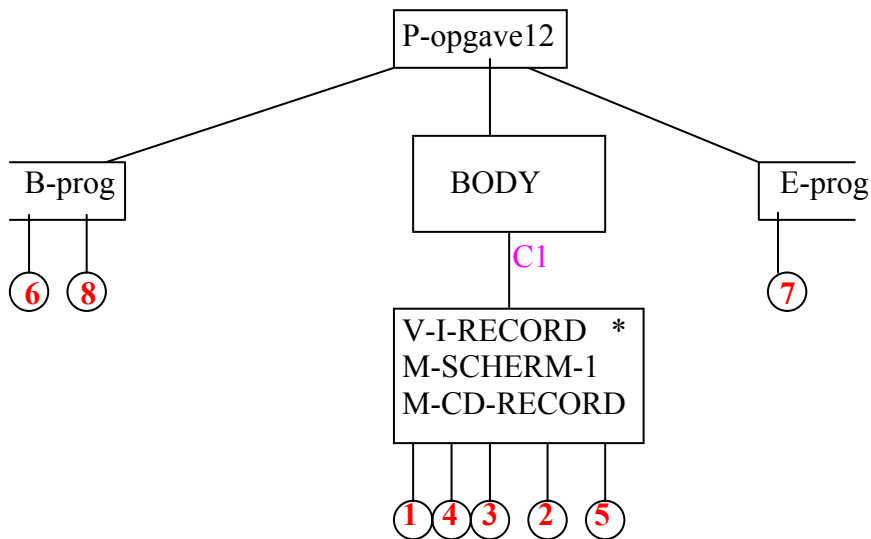 P-opgave12
B-prog
BODY
E-prog
C1
6 8
7
V-I-RECORD *
M-SCHERM-1
M-CD-RECORD
1 4 3 2 5